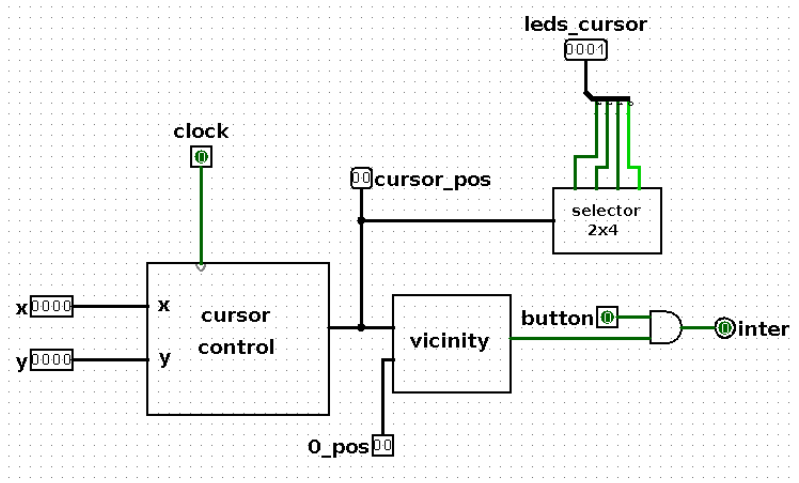 leds_cursor
0001
clock
0
00 cursor_pos
selector
2x4
x 0000
x
cursor
control
y 0000
y
vicinity
button 0
0 inter
0_pos 00